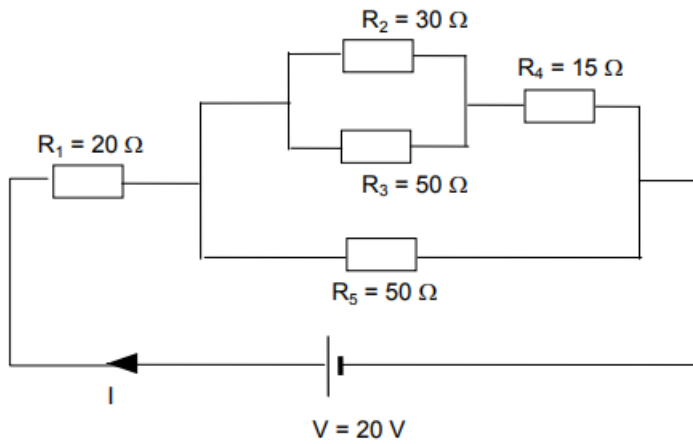 R₂ = 30 Ω
R₄ = 15 Ω
R₁ = 20 Ω
R₃ = 50 Ω
R₅ = 50 Ω
I
V = 20 V